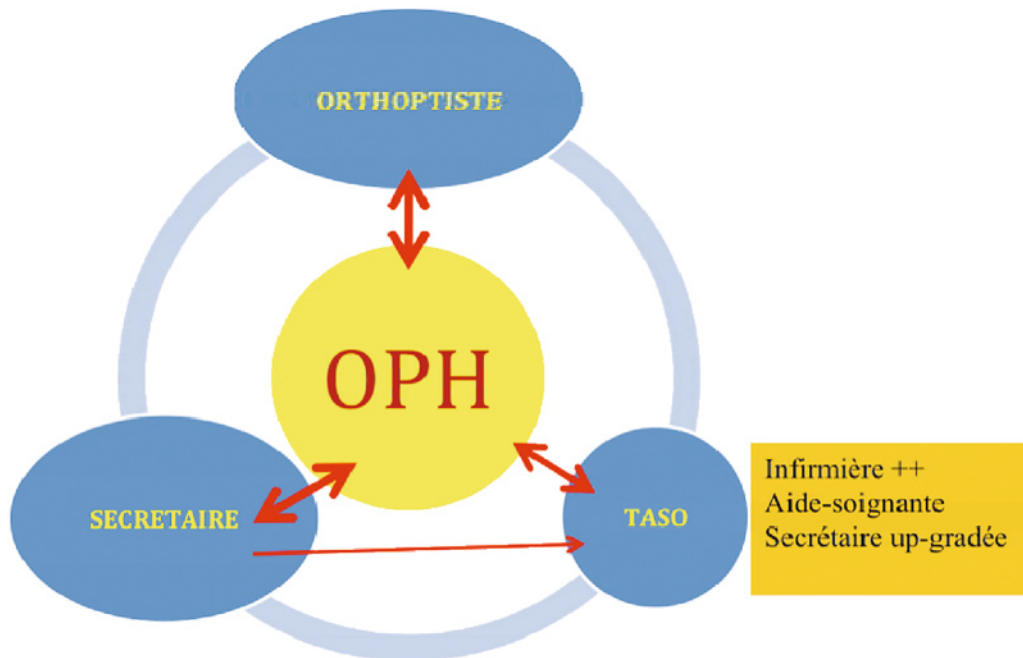 ORTHOPTISTE
OPH
SECRETAIRE
TASO
Infirmière ++
Aide-soignante
Secrétaire up-gradée